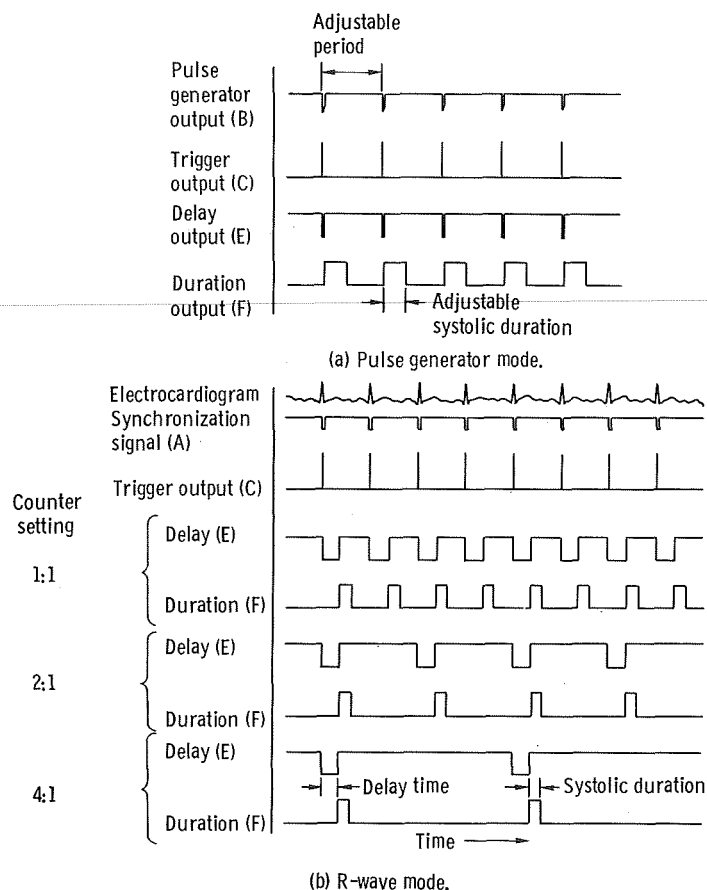 Adjustable
period
Pulse
generator
output (B)
Trigger
output (C)
Delay
output (E)
Duration
output (F)
Adjustable
systolic duration
(a) Pulse generator mode.
Electrocardiogram
Synchronization
signal (A)
Trigger output (C)
Counter
setting
Delay (E)
1:1
Duration (F)
Delay (E)
2:1
Duration (F)
Delay (E)
Delay time
Systolic duration
4:1
Duration (F)
Time
(b) R-wave mode.